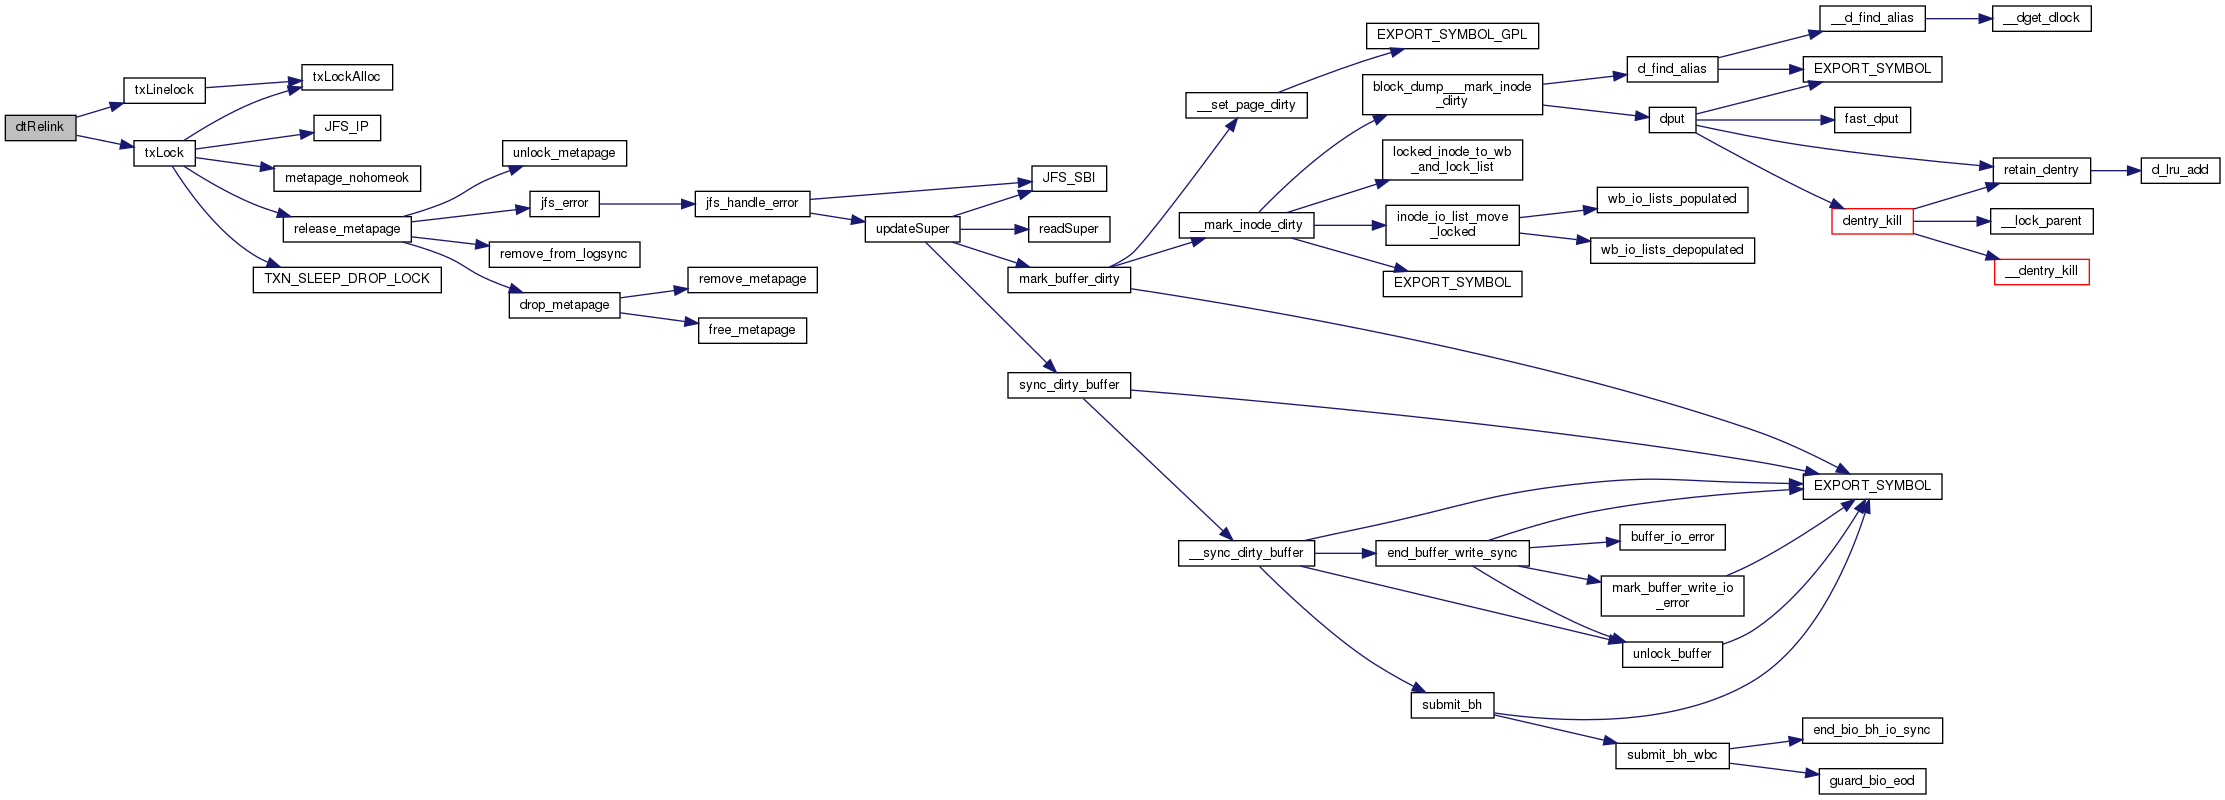 dtRelink
txLinelock
txLock
txLockAlloc
JFS_IP
metapage_nohomeok
release_metapage
TXN_SLEEP_DROP_LOCK
unlock_metapage
jfs_error
remove_from_logsync
drop_metapage
jfs_handle_error
remove_metapage
free_metapage
updateSuper
JFS_SBI
readSuper
mark_buffer_dirty
sync_dirty_buffer
__set_page_dirty
__mark_inode_dirty
__sync_dirty_buffer
EXPORT_SYMBOL_GPL
block_dump___mark_inode
_dirty
locked_inode_to_wb
_and_lock_list
inode_io_list_move
_locked
EXPORT_SYMBOL
end_buffer_write_sync
submit_bh
d_find_alias
dput
wb_io_lists_populated
wb_io_lists_depopulated
buffer_io_error
mark_buffer_write_io
_error
unlock_buffer
submit_bh_wbc
__d_find_alias
EXPORT_SYMBOL
fast_dput
dentry_kill
EXPORT_SYMBOL
end_bio_bh_io_sync
guard_bio_eod
__dget_dlock
retain_dentry
__lock_parent
__dentry_kill
d_lru_add